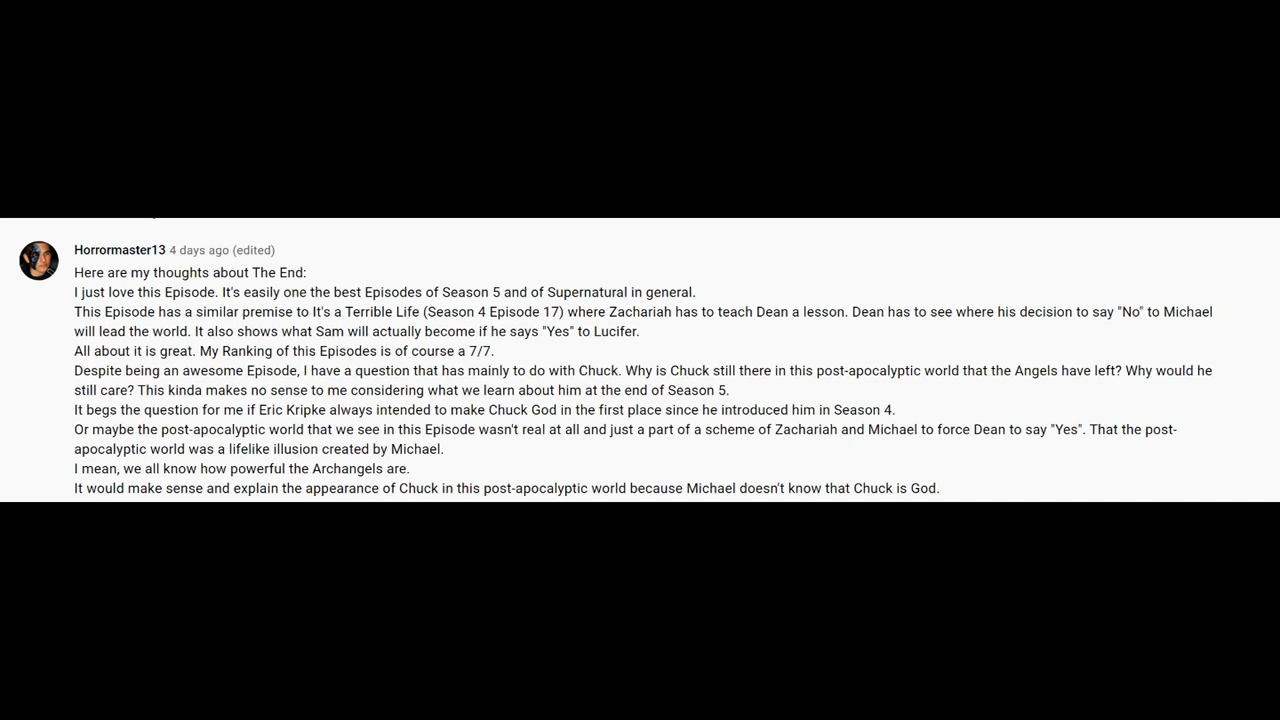 Horrormaster13 4 days ago (edited)
Here are my thoughts about The End:
I just love this Episode. It's easily one the best Episodes of Season 5 and of Supernatural in general.
This Episode has a similar premise to It's a Terrible Life (Season 4 Episode 17) where Zachariah has to teach Dean a lesson. Dean has to see where his decision to say "No" to Michael
will lead the world. It also shows what Sam will actually become if he says "Yes" to Lucifer.
All about it is great. My Ranking of this Episodes is of course a 7/7.
Despite being an awesome Episode, I have a question that has mainly to do with Chuck. Why is Chuck still there in this post-apocalyptic world that the Angels have left? Why would he
still care? This kinda makes no sense to me considering what we learn about him at the end of Season 5.
It begs the question for me if Eric Kripke always intended to make Chuck God in the first place since he introduced him in Season 4.
Or maybe the post-apocalyptic world that we see in this Episode wasn't real at all and just a part of a scheme of Zachariah and Michael to force Dean to say "Yes". That the post-
apocalyptic world was a lifelike illusion created by Michael.
I mean, we all know how powerful the Archangels are.
It would make sense and explain the appearance of Chuck in this post-apocalyptic world because Michael doesn't know that Chuck is God.